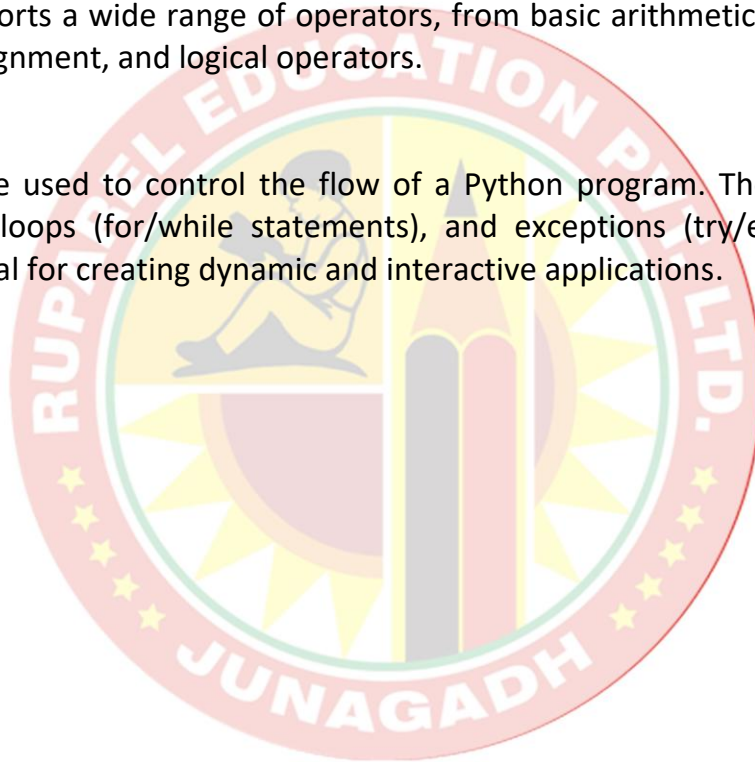 orts a wide range of operators, from basic arithmetic
gnment, and logical operators.
e used to control the flow of a Python program. Th
loops (for/while statements), and exceptions (try/e
al for creating dynamic and interactive applications.
RUPAREL EDUCATION PVT. LTD.
JUNAGADH